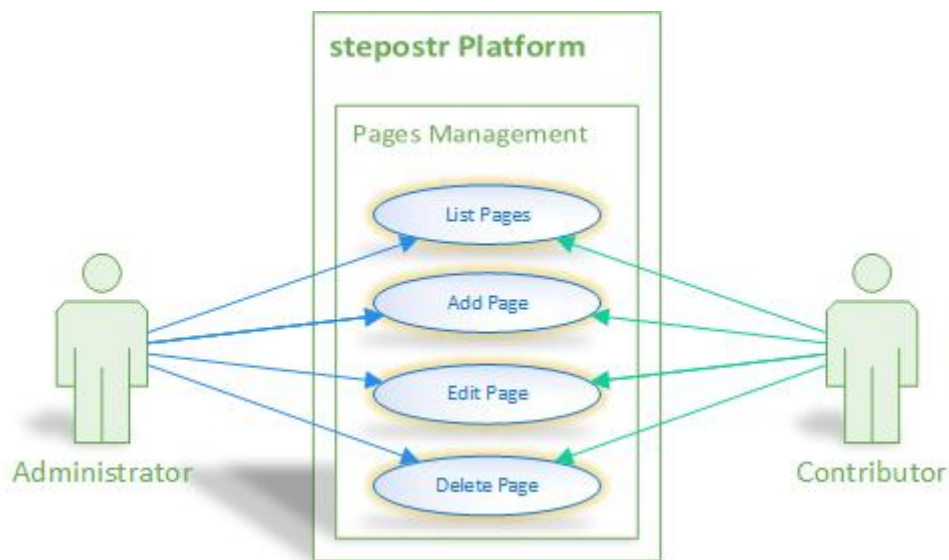 stepostr Platform
Pages Management
List Pages
Add Page
Edit Page
Delete Page
Administrator
Contributor